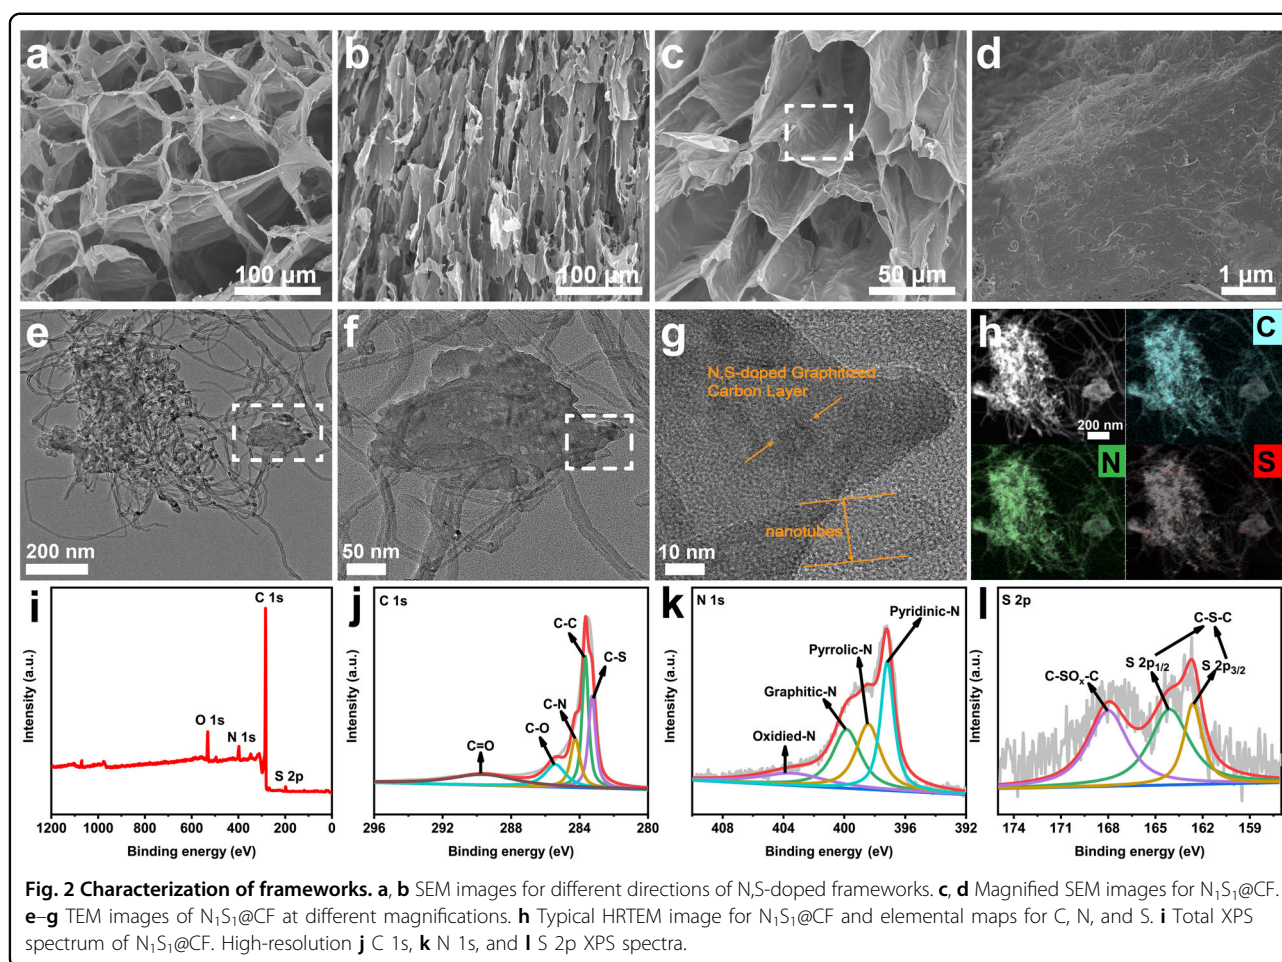 a
b
c
d
100 µm
100 µm
50 µm
1 µm
e
f
g
h
N,S-doped Graphitized
Carbon Layer
nanotubes
200 nm
50 nm
10 nm
C
200 nm
N
S
i
C 1s
O 1s
N 1s
S 2p
Intensity (a.u.)
1200 1000 800 600 400 200 0
Binding energy (eV)
j
C 1s
C-C
C-S
C-N
C-O
C=O
Intensity (a.u.)
296 292 288 284 280
Binding energy (eV)
k
N 1s
Pyridinic-N
Pyrrolic-N
Graphitic-N
Oxidied-N
Intensity (a.u.)
408 404 400 396 392
Binding energy (eV)
l
S 2p
C-S-C
S 2p1/2
S 2p3/2
C-SOx-C
Intensity (a.u.)
174 171 168 165 162 159
Binding energy (eV)
Fig. 2 Characterization of frameworks. a, b SEM images for different directions of N,S-doped frameworks. c, d Magnified SEM images for N₁S₁@CF.
e–g TEM images of N₁S₁@CF at different magnifications. h Typical HRTEM image for N₁S₁@CF and elemental maps for C, N, and S. i Total XPS
spectrum of N₁S₁@CF. High-resolution j C 1s, k N 1s, and l S 2p XPS spectra.